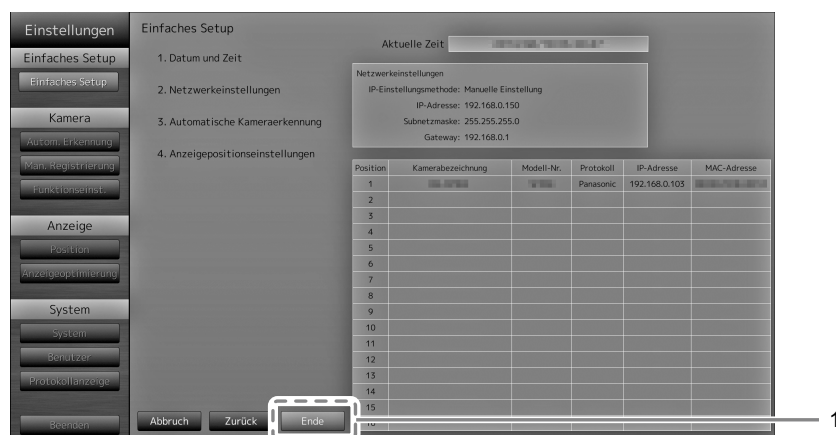 Einstellungen
Einfaches Setup
Einfaches Setup
Kamera
Autom. Erkennung
Man. Registrierung
Funktionseinst.
Anzeige
Position
Anzeigeoptimierung
System
System
Benutzer
Protokollanzeige
Beenden
Einfaches Setup
1. Datum und Zeit
2. Netzwerkeinstellungen
3. Automatische Kameraerkennung
4. Anzeigepositionseinstellungen
Aktuelle Zeit
Netzwerkeinstellungen
IP-Einstellungsmethode: Manuelle Einstellung
IP-Adresse: 192.168.0.150
Subnetzmaske: 255.255.255.0
Gateway: 192.168.0.1
Position Kamerabezeichnung Modell-Nr. Protokoll IP-Adresse MAC-Adresse
1 Panasonic 192.168.0.103
2
3
4
5
6
7
8
9
10
11
12
13
14
15
16
Abbruch Zurück Ende
1